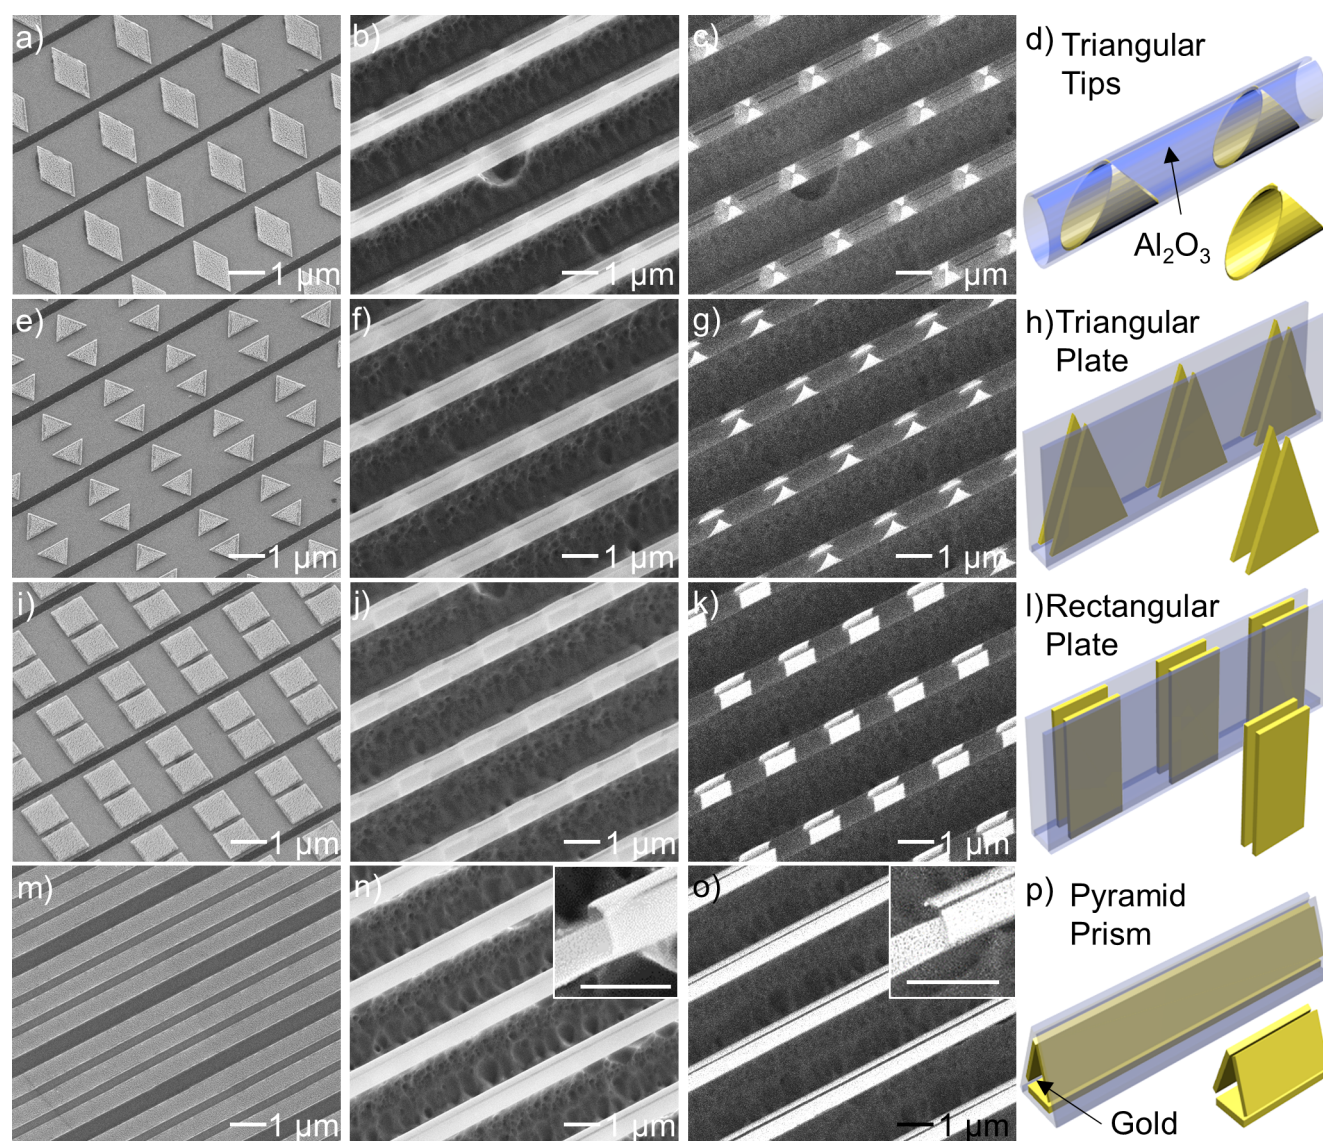 a)
1 μm
b)
1 μm
c)
1 μm
d) Triangular
Tips
Al₂O₃
e)
1 μm
f)
1 μm
g)
1 μm
h) Triangular
Plate
i)
1 μm
j)
1 μm
k)
1 μm
l) Rectangular
Plate
m)
1 μm
n)
1 μm
o)
1 μm
p) Pyramid
Prism
Gold